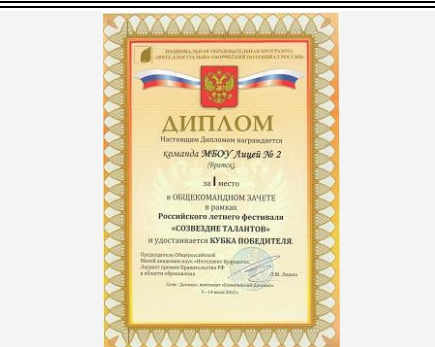 НАЦИОНАЛЬНАЯ ОБРАЗОВАТЕЛЬНАЯ ПРОГРАММА
«ИНТЕЛЛЕКТУАЛЬНО-ТВОРЧЕСКИЙ ПОТЕНЦИАЛ РОССИИ»
ДИПЛОМ
Настоящим Дипломом награждается
команда МБОУ Лицей № 2
(Братск),
за I место
в ОБЩЕКОМАНДНОМ ЗАЧЕТЕ
в рамках
Российского летнего фестиваля
«СОЗВЕЗДИЕ ТАЛАНТОВ»
и удостаивается КУБКА ПОБЕДИТЕЛЯ.
Председатель Общероссийской
Малой академии наук «Интеллект будущего»,
Лауреат премии Правительства РФ
в области образования
Л.Ю. Ляшко